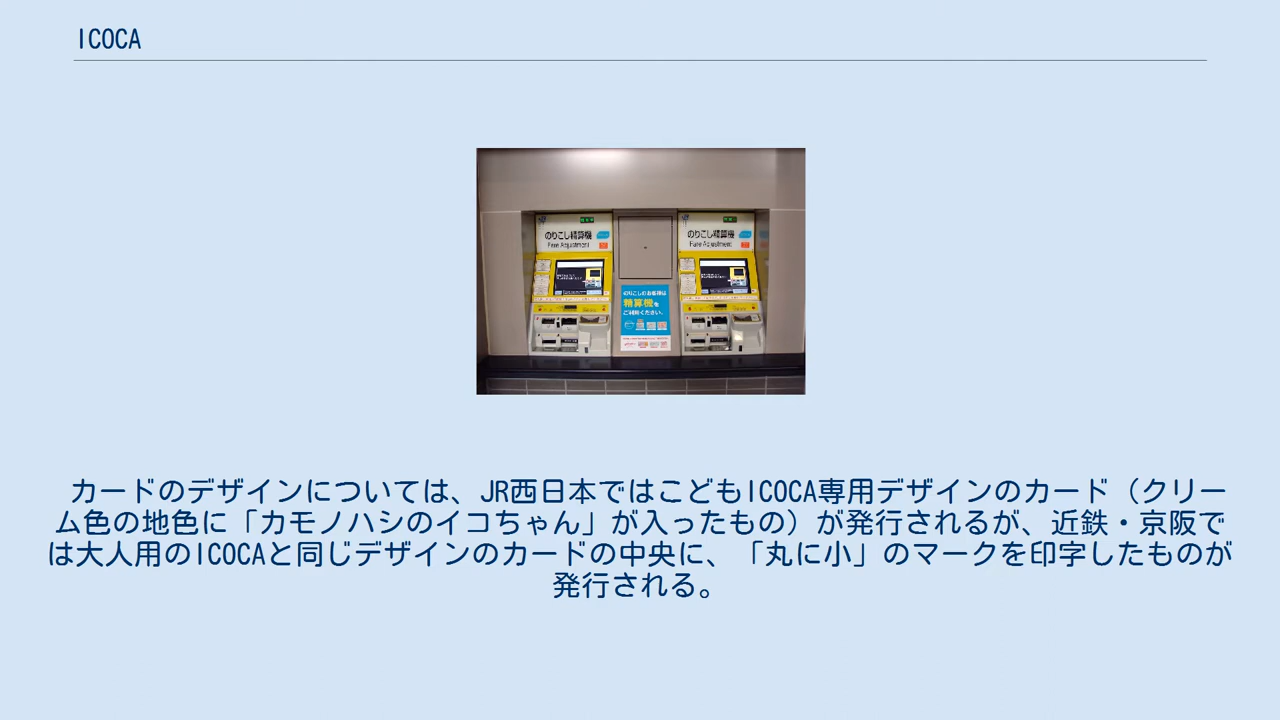 ICOCA
のりこし精算機
Fare Adjustment
のりこし精算機
Fare Adjustment
のりこしのお客様は
精算機を
ご利用ください。
カードのデザインについては、JR西日本ではこどもICOCA専用デザインのカード（クリー
ム色の地色に「カモノハシのイコちゃん」が入ったもの）が発行されるが、近鉄・京阪で
は大人用のICOCAと同じデザインのカードの中央に、「丸に小」のマークを印字したものが
発行される。